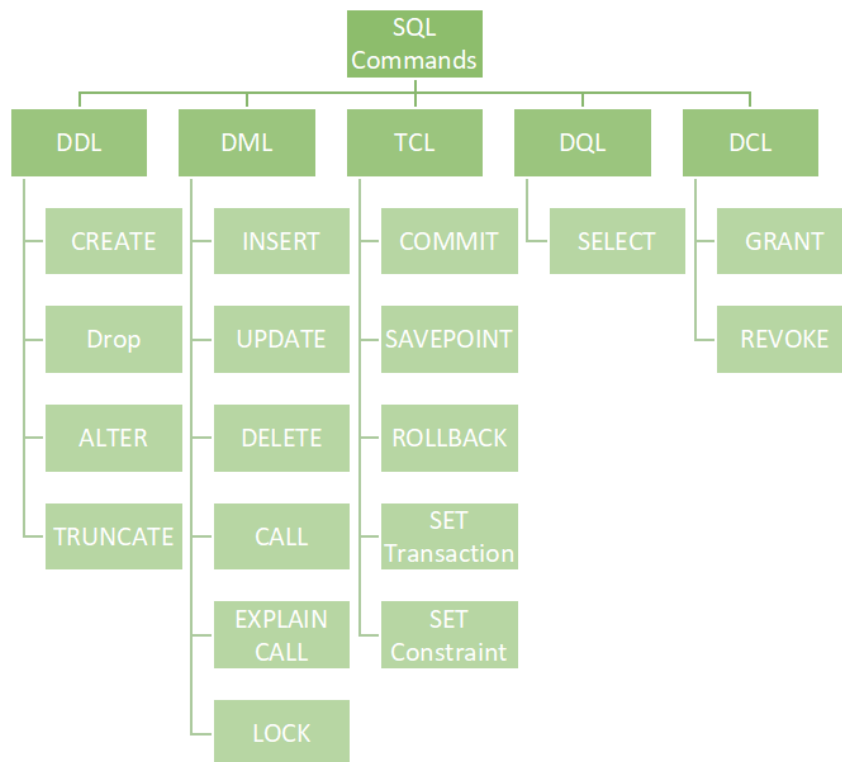 SQL
Commands
DDL
DML
TCL
DQL
DCL
CREATE
INSERT
COMMIT
SELECT
GRANT
Drop
UPDATE
SAVEPOINT
REVOKE
ALTER
DELETE
ROLLBACK
TRUNCATE
CALL
SET
Transaction
EXPLAIN
CALL
SET
Constraint
LOCK